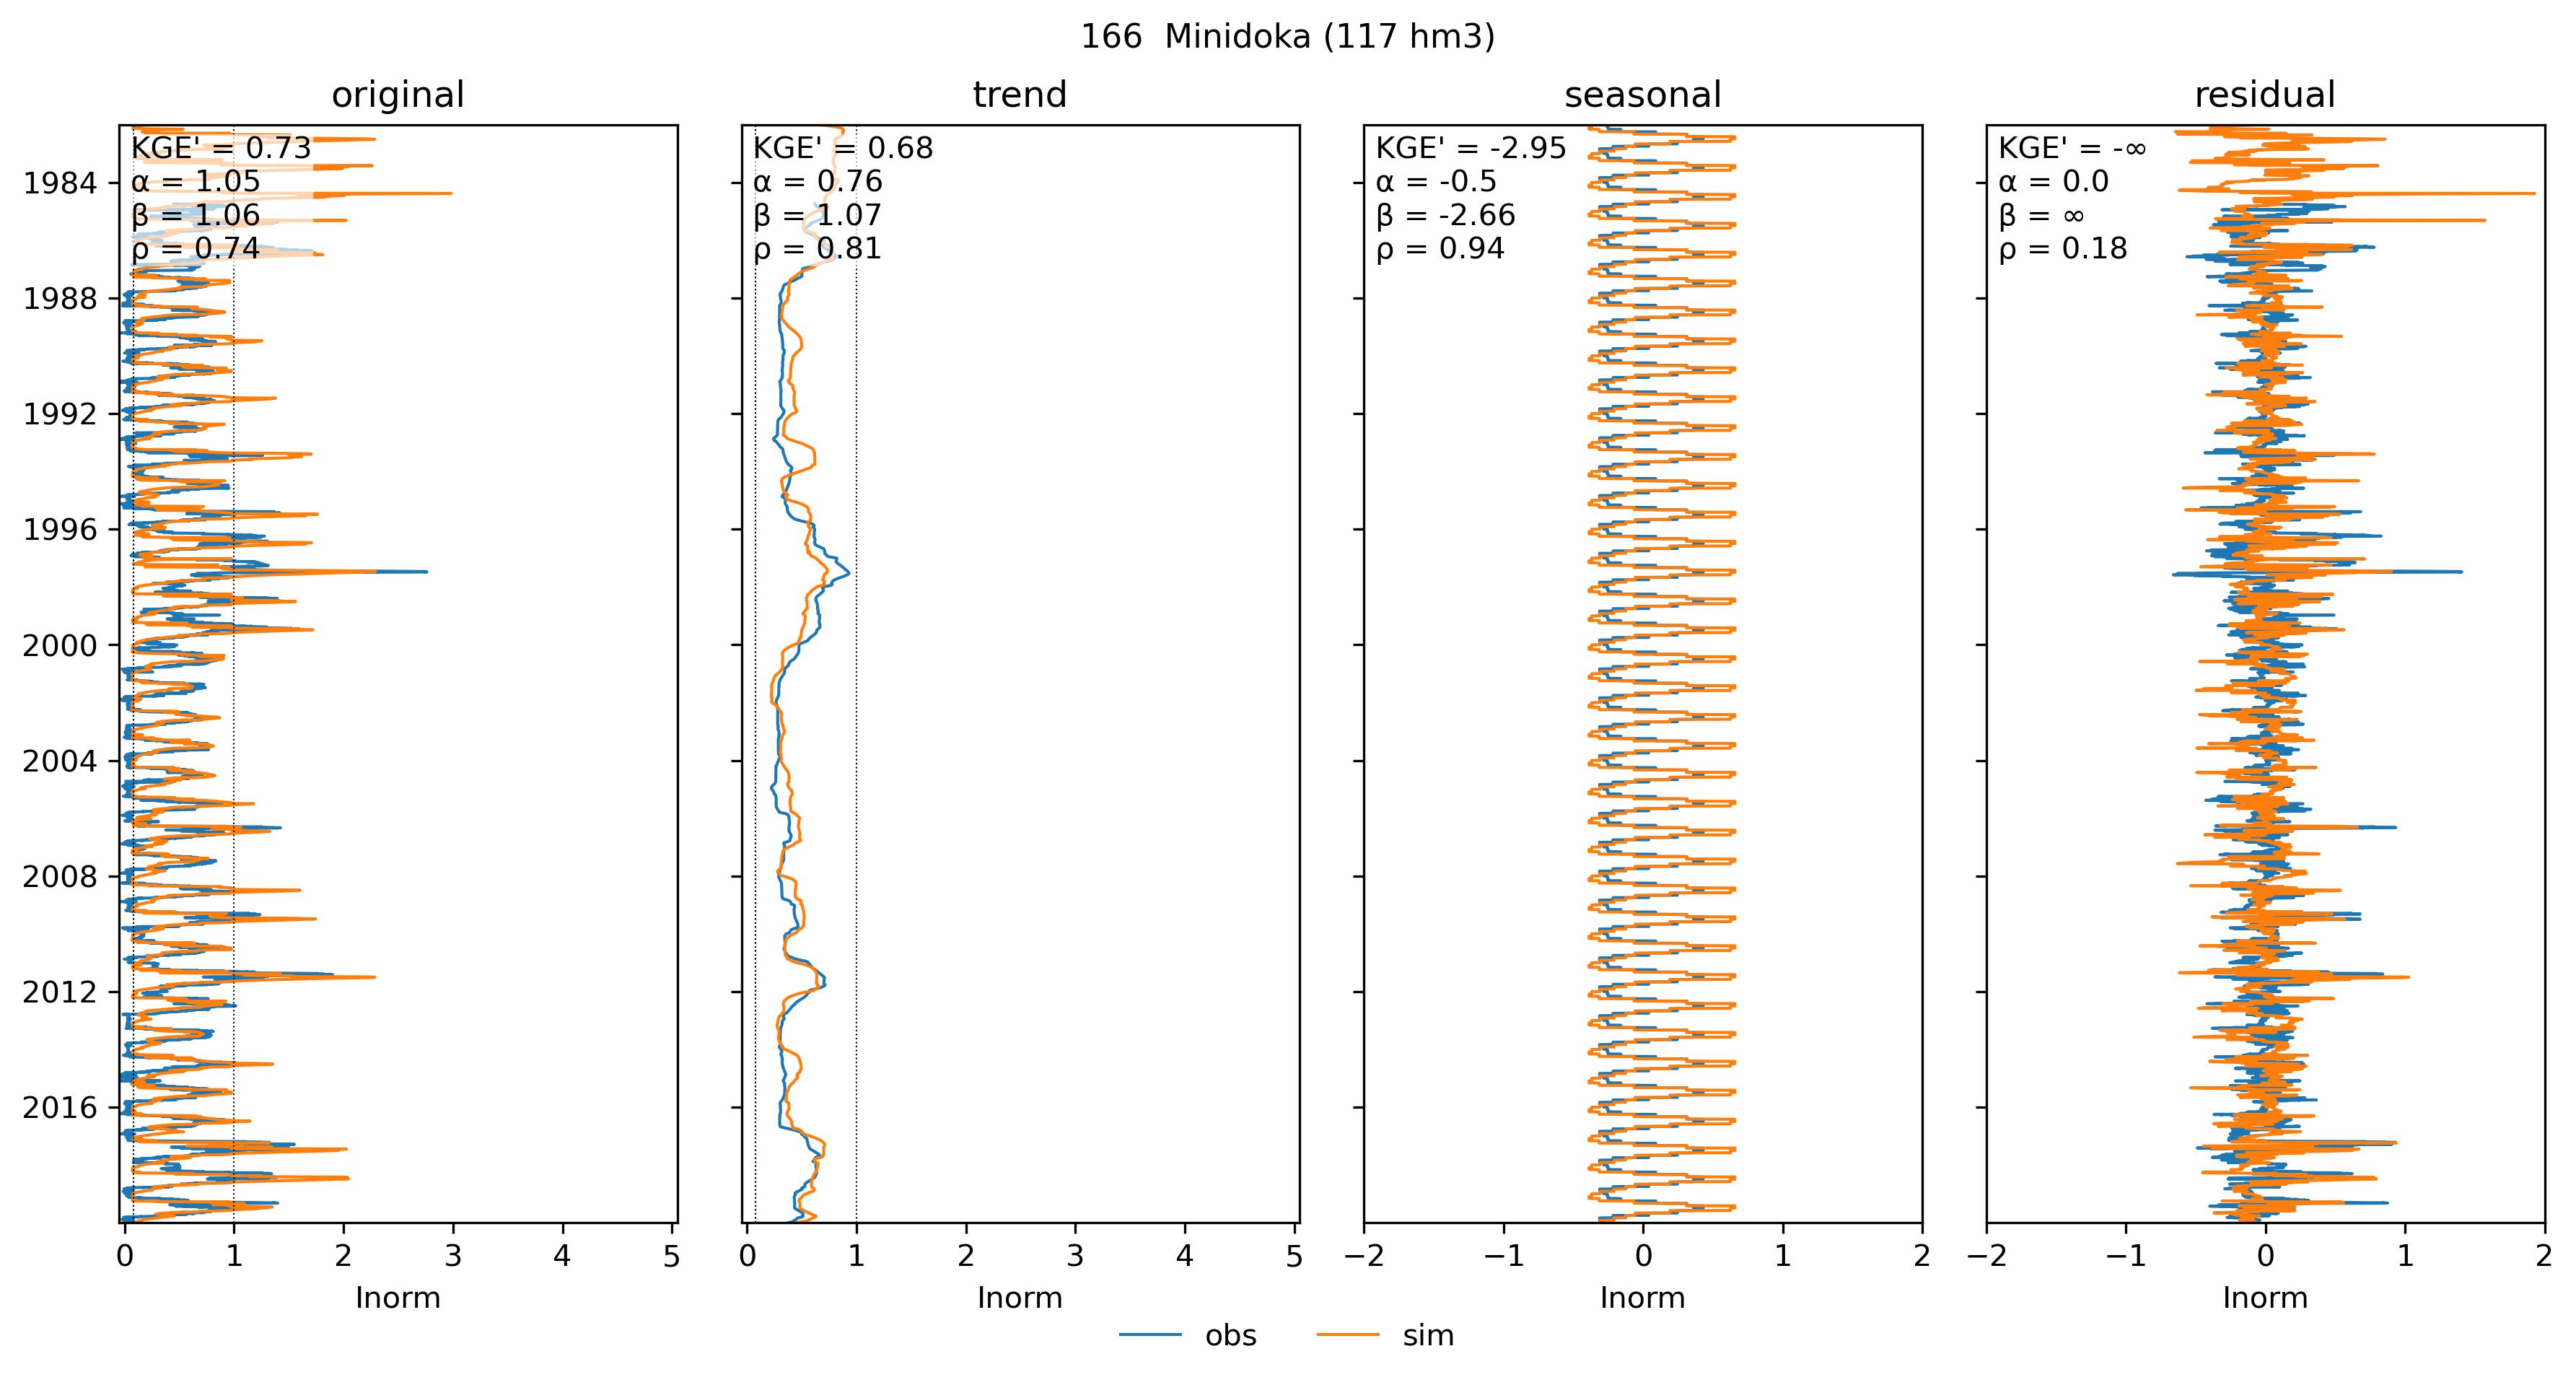 166  Minidoka (117 hm3)
original
trend
seasonal
residual
KGE' = 0.73
α = 1.05
β = 1.06
ρ = 0.74
KGE' = 0.68
α = 0.76
β = 1.07
ρ = 0.81
KGE' = -2.95
α = -0.5
β = -2.66
ρ = 0.94
KGE' = -∞
α = 0.0
β = ∞
ρ = 0.18
1984
1988
1992
1996
2000
2004
2008
2012
2016
0 1 2 3 4 5
0 1 2 3 4 5
−2 −1 0 1 2
−2 −1 0 1 2
Inorm
Inorm
Inorm
Inorm
obs
sim